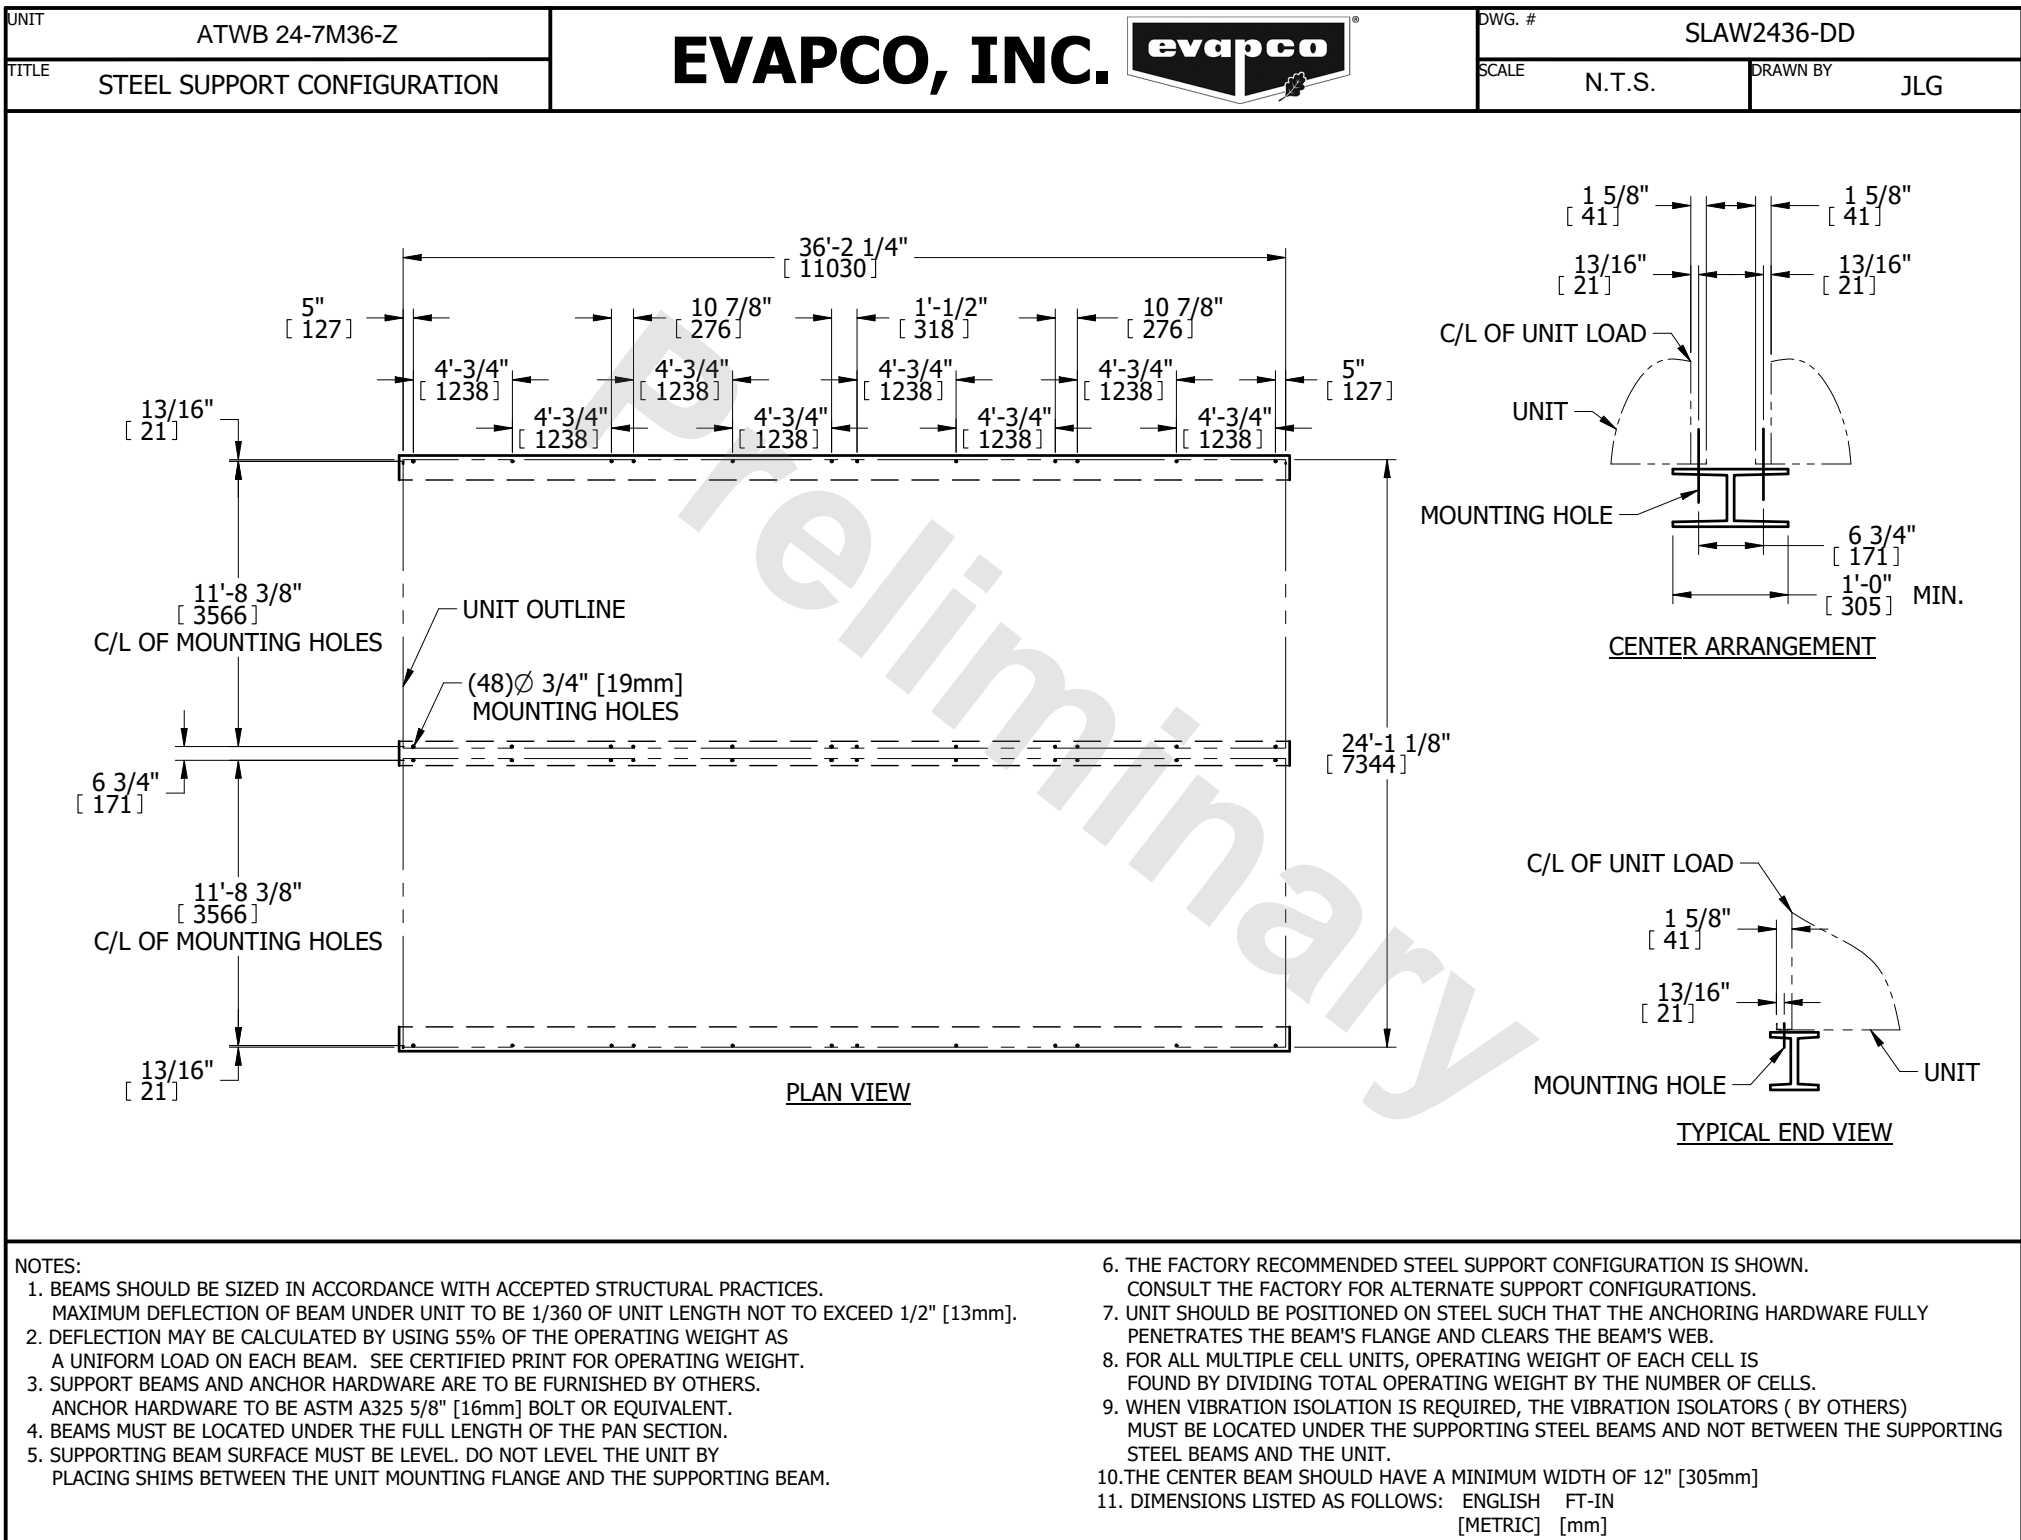 UNIT
ATWB 24-7M36-Z
TITLE
STEEL SUPPORT CONFIGURATION
EVAPCO, INC.
evapco
®
DWG. #
SLAW2436-DD
SCALE
N.T.S.
DRAWN BY
JLG
36'-2 1/4"
[ 11030 ]
5"
[ 127 ]
10 7/8"
[ 276 ]
1'-1/2"
[ 318 ]
10 7/8"
[ 276 ]
4'-3/4"
[ 1238 ]
4'-3/4"
[ 1238 ]
4'-3/4"
[ 1238 ]
4'-3/4"
[ 1238 ]
5"
[ 127 ]
4'-3/4"
[ 1238 ]
4'-3/4"
[ 1238 ]
4'-3/4"
[ 1238 ]
4'-3/4"
[ 1238 ]
13/16"
[ 21 ]
11'-8 3/8"
[ 3566 ]
C/L OF MOUNTING HOLES
UNIT OUTLINE
(48)Ø 3/4" [19mm]
MOUNTING HOLES
6 3/4"
[ 171 ]
24'-1 1/8"
[ 7344 ]
11'-8 3/8"
[ 3566 ]
C/L OF MOUNTING HOLES
13/16"
[ 21 ]
PLAN VIEW
Preliminary
1 5/8"
[ 41 ]
1 5/8"
[ 41 ]
13/16"
[ 21 ]
13/16"
[ 21 ]
C/L OF UNIT LOAD
UNIT
MOUNTING HOLE
6 3/4"
[ 171 ]
1'-0"
[ 305 ] MIN.
CENTER ARRANGEMENT
C/L OF UNIT LOAD
1 5/8"
[ 41 ]
13/16"
[ 21 ]
MOUNTING HOLE
UNIT
TYPICAL END VIEW
NOTES:
1. BEAMS SHOULD BE SIZED IN ACCORDANCE WITH ACCEPTED STRUCTURAL PRACTICES.
MAXIMUM DEFLECTION OF BEAM UNDER UNIT TO BE 1/360 OF UNIT LENGTH NOT TO EXCEED 1/2" [13mm].
2. DEFLECTION MAY BE CALCULATED BY USING 55% OF THE OPERATING WEIGHT AS
A UNIFORM LOAD ON EACH BEAM. SEE CERTIFIED PRINT FOR OPERATING WEIGHT.
3. SUPPORT BEAMS AND ANCHOR HARDWARE ARE TO BE FURNISHED BY OTHERS.
ANCHOR HARDWARE TO BE ASTM A325 5/8" [16mm] BOLT OR EQUIVALENT.
4. BEAMS MUST BE LOCATED UNDER THE FULL LENGTH OF THE PAN SECTION.
5. SUPPORTING BEAM SURFACE MUST BE LEVEL. DO NOT LEVEL THE UNIT BY
PLACING SHIMS BETWEEN THE UNIT MOUNTING FLANGE AND THE SUPPORTING BEAM.
6. THE FACTORY RECOMMENDED STEEL SUPPORT CONFIGURATION IS SHOWN.
CONSULT THE FACTORY FOR ALTERNATE SUPPORT CONFIGURATIONS.
7. UNIT SHOULD BE POSITIONED ON STEEL SUCH THAT THE ANCHORING HARDWARE FULLY
PENETRATES THE BEAM'S FLANGE AND CLEARS THE BEAM'S WEB.
8. FOR ALL MULTIPLE CELL UNITS, OPERATING WEIGHT OF EACH CELL IS
FOUND BY DIVIDING TOTAL OPERATING WEIGHT BY THE NUMBER OF CELLS.
9. WHEN VIBRATION ISOLATION IS REQUIRED, THE VIBRATION ISOLATORS ( BY OTHERS)
MUST BE LOCATED UNDER THE SUPPORTING STEEL BEAMS AND NOT BETWEEN THE SUPPORTING
STEEL BEAMS AND THE UNIT.
10.THE CENTER BEAM SHOULD HAVE A MINIMUM WIDTH OF 12" [305mm]
11. DIMENSIONS LISTED AS FOLLOWS: ENGLISH FT-IN
[METRIC] [mm]